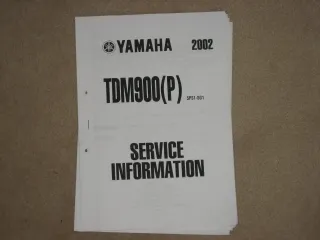 YAMAHA 2002
TDM900(P)
SERVICE
INFORMATION